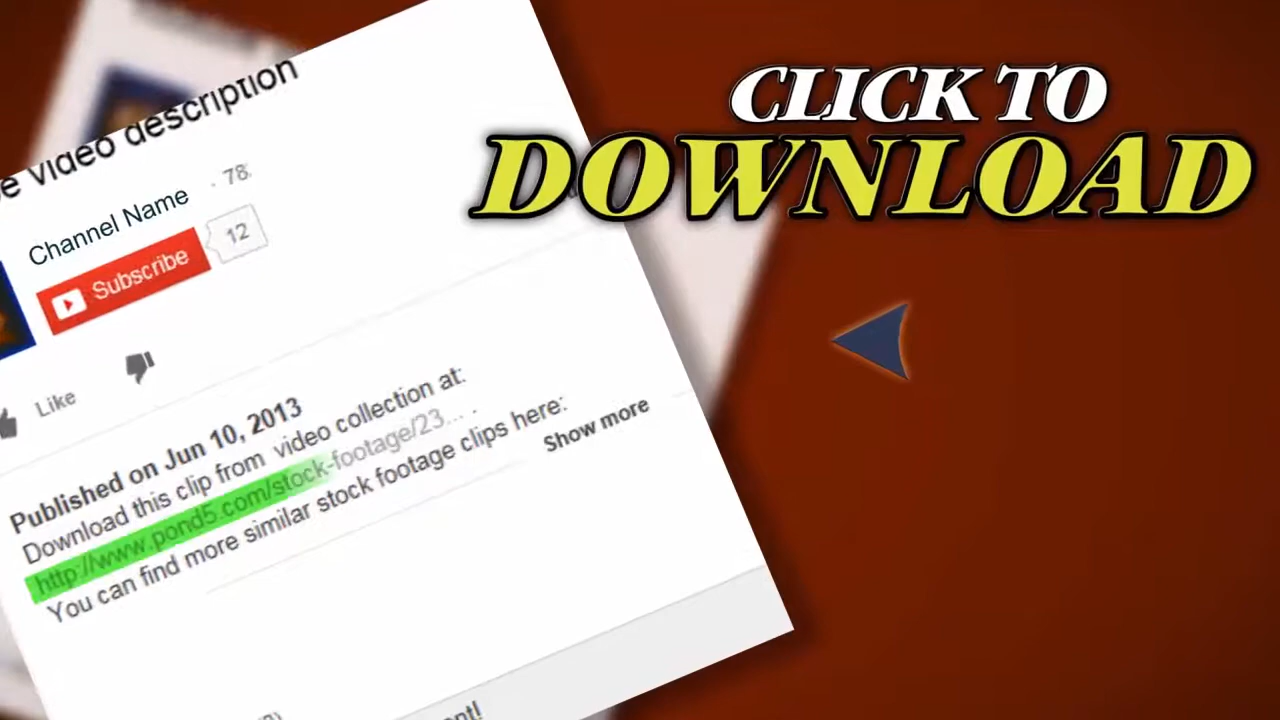 CLICK TO
DOWNLOAD
video description
Channel Name
78
Subscribe
12
Like
Published on Jun 10, 2013
Download this clip from video collection at:
http://www.pond5.com/stock-footage/23... .
You can find more similar stock footage clips here:
Show more